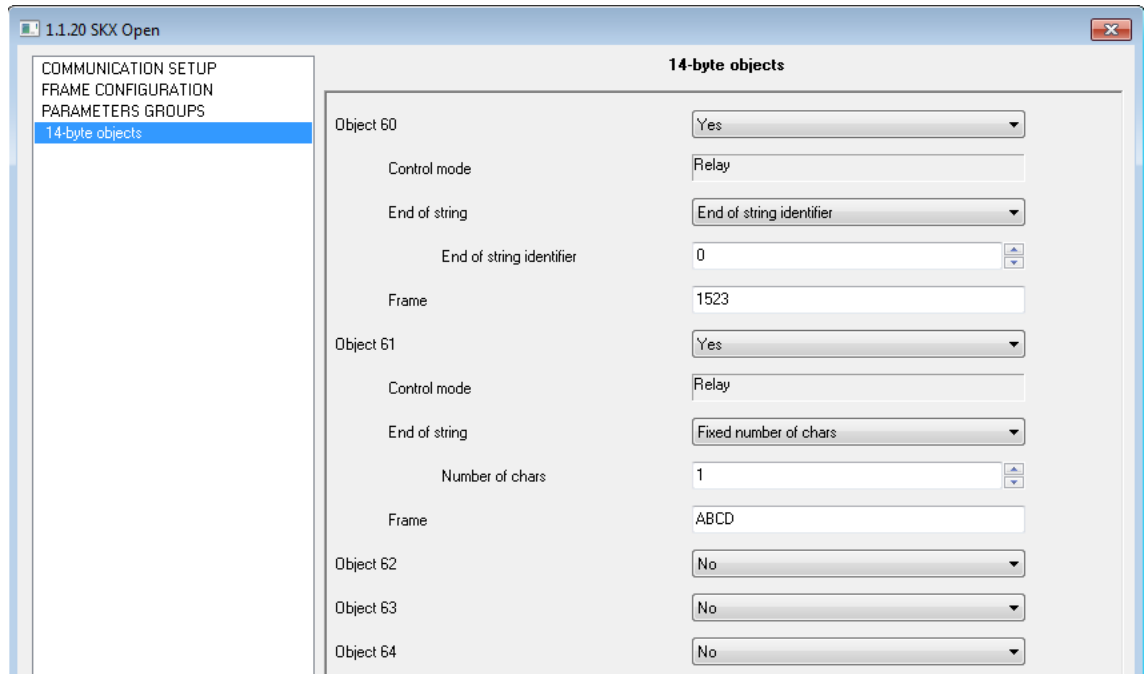 1.1.20 SKX Open
COMMUNICATION SETUP
FRAME CONFIGURATION
PARAMETERS GROUPS
14-byte objects
14-byte objects
Object 60 Yes
Control mode Relay
End of string End of string identifier
End of string identifier 0
Frame 1523
Object 61 Yes
Control mode Relay
End of string Fixed number of chars
Number of chars 1
Frame ABCD
Object 62 No
Object 63 No
Object 64 No